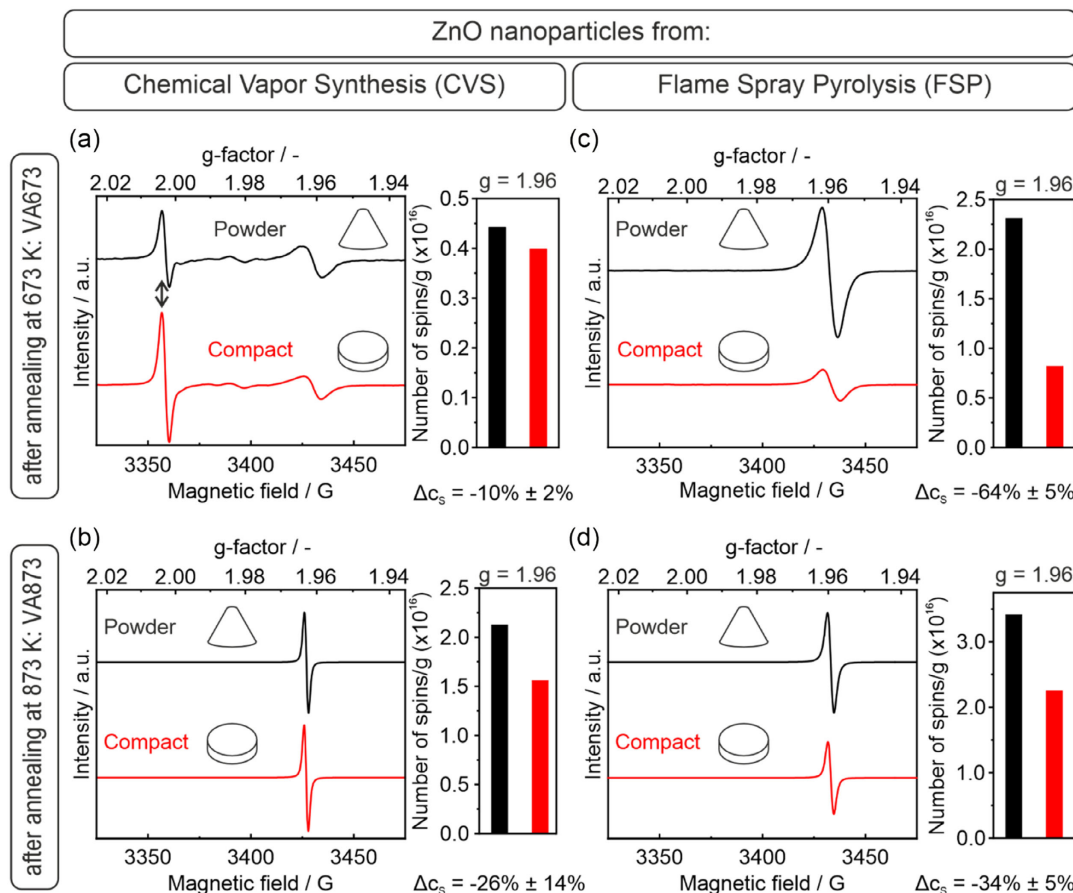 ZnO nanoparticles from:
Chemical Vapor Synthesis (CVS)
Flame Spray Pyrolysis (FSP)
after annealing at 673 K: VA673
(a)
g-factor / -
2.02 2.00 1.98 1.96 1.94
Powder
Compact
Intensity / a.u.
3350 3400 3450
Magnetic field / G
g = 1.96
Number of spins/g (x10¹⁶)
0.5
0.4
0.3
0.2
0.1
0.0
Δcₛ = -10% ± 2%
(c)
g-factor / -
2.02 2.00 1.98 1.96 1.94
Powder
Compact
Intensity / a.u.
3350 3400 3450
Magnetic field / G
g = 1.96
Number of spins/g (x10¹⁶)
2.5
2.0
1.5
1.0
0.5
0.0
Δcₛ = -64% ± 5%
after annealing at 873 K: VA873
(b)
g-factor / -
2.02 2.00 1.98 1.96 1.94
Powder
Compact
Intensity / a.u.
3350 3400 3450
Magnetic field / G
g = 1.96
Number of spins/g (x10¹⁶)
2.5
2.0
1.5
1.0
0.5
0.0
Δcₛ = -26% ± 14%
(d)
g-factor / -
2.02 2.00 1.98 1.96 1.94
Powder
Compact
Intensity / a.u.
3350 3400 3450
Magnetic field / G
g = 1.96
Number of spins/g (x10¹⁶)
3.0
2.0
1.0
0.0
Δcₛ = -34% ± 5%